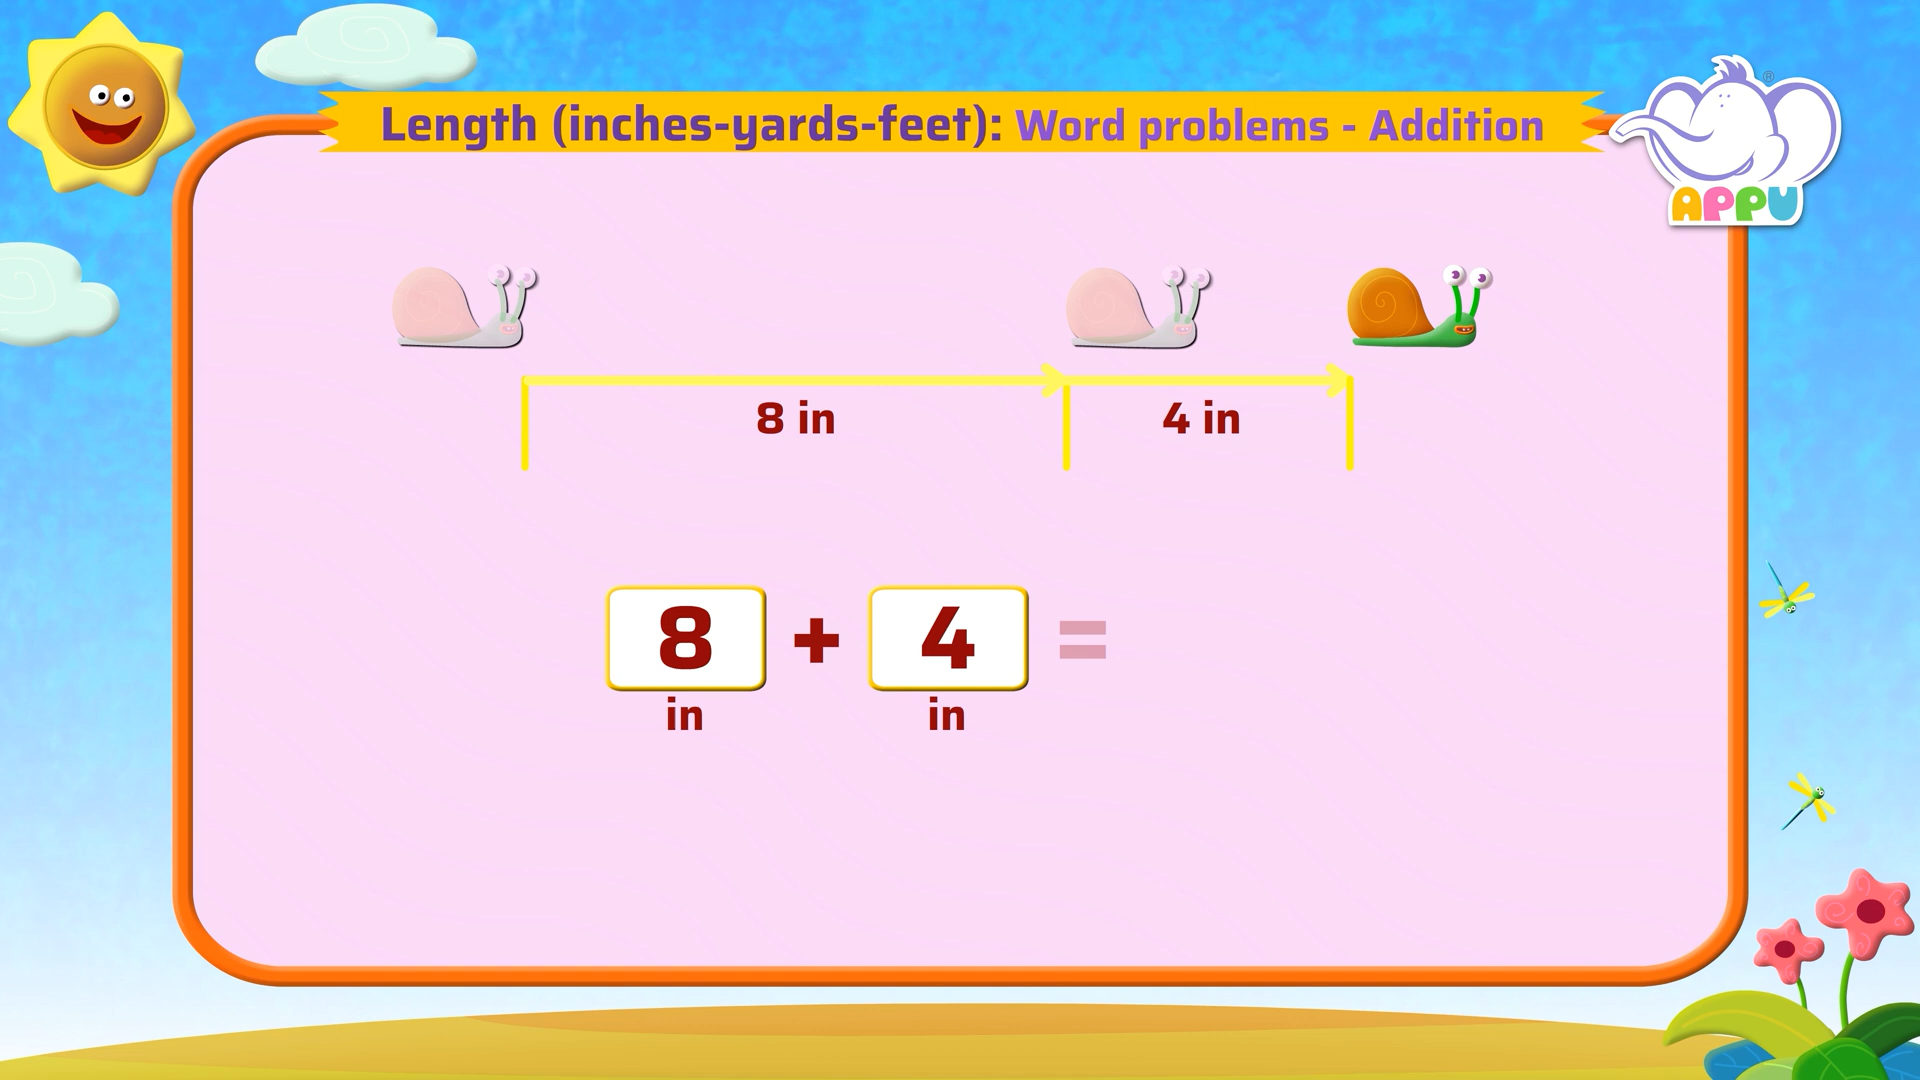 Length (inches-yards-feet): Word problems - Addition
®
APPU
8 in
4 in
8 + 4 =
in in